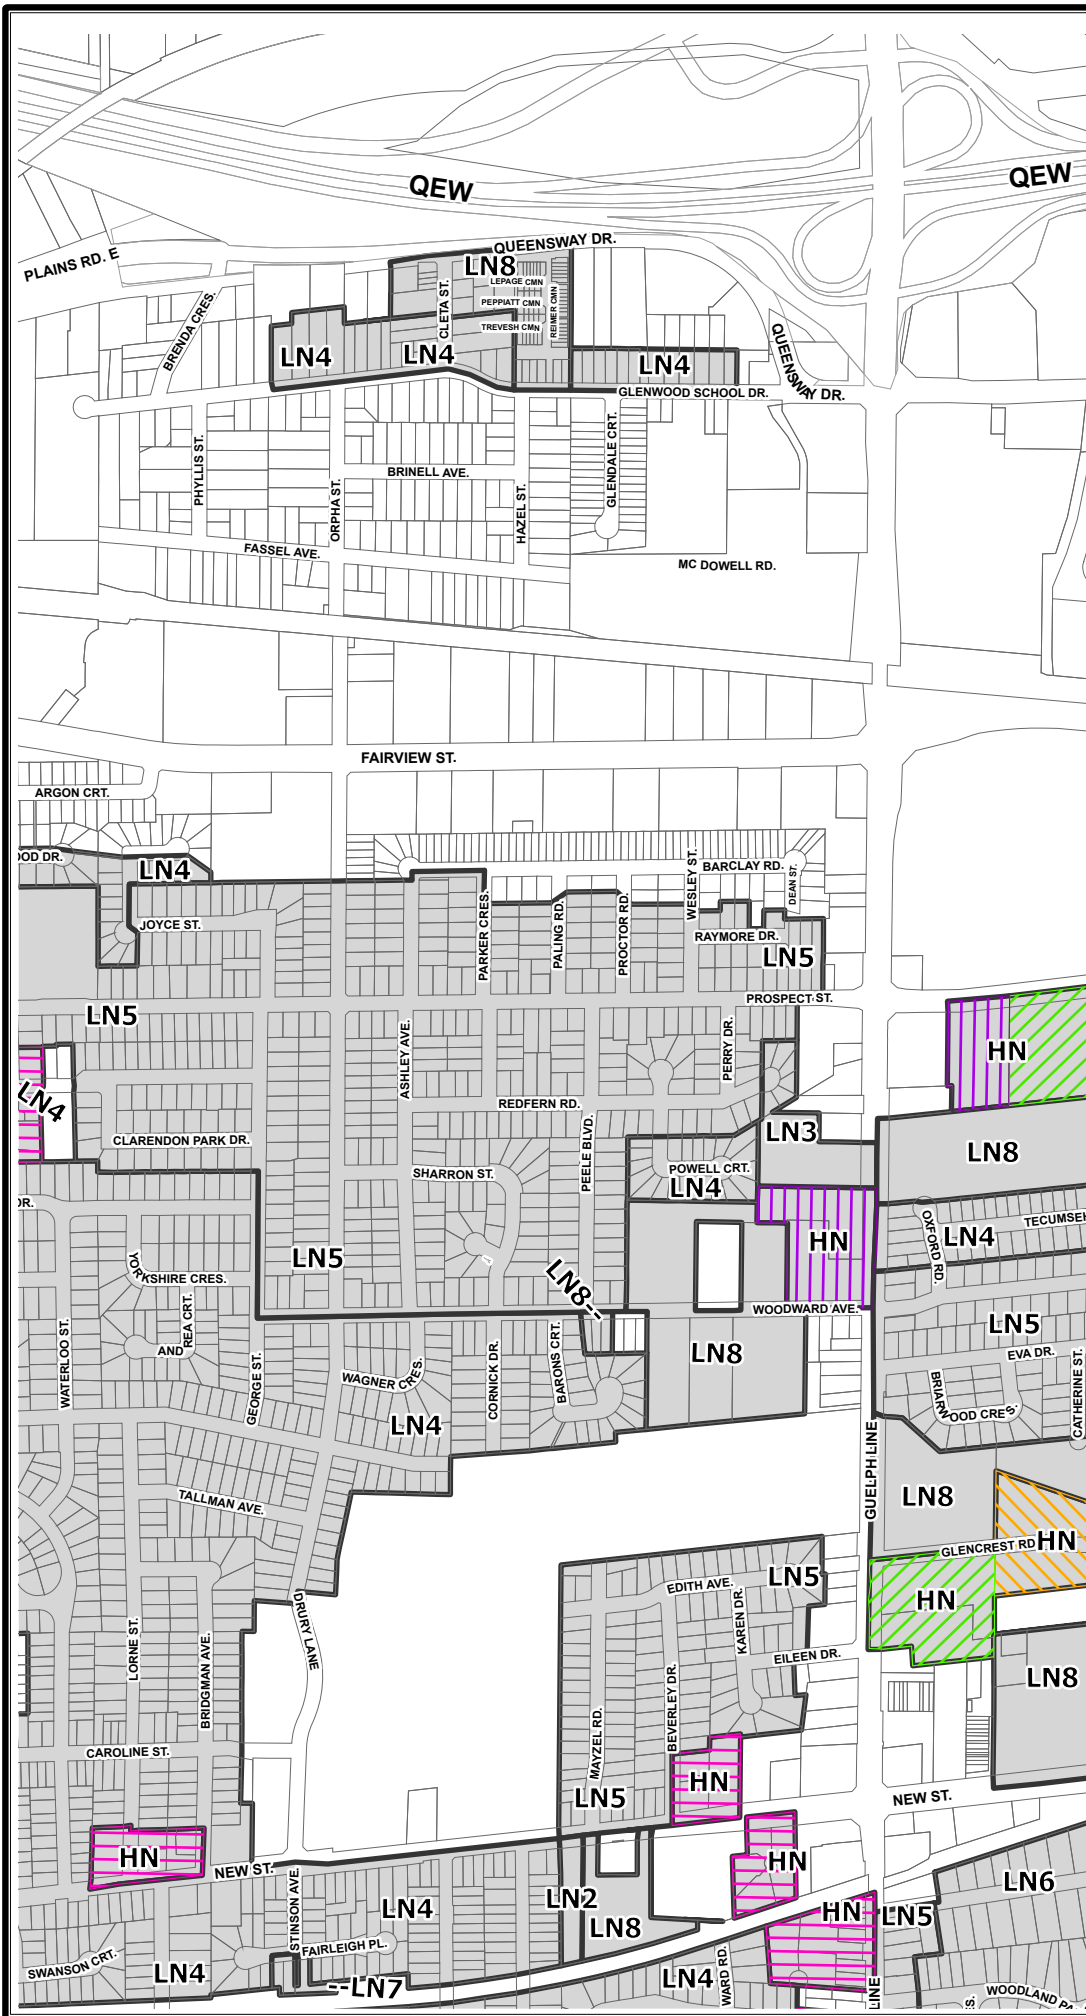 QEW
QEW
PLAINS RD. E
QUEENSWAY DR.
LN8
LEPAGE CMN
CLETA ST.
PEPPIATT CMN
REIMER CMN
TREVESH CMN
BRENDA CRES.
LN4
LN4
LN4
QUEENSWAY DR.
GLENWOOD SCHOOL DR.
PHYLLIS ST.
ORPHA ST.
BRINELL AVE.
HAZEL ST.
GLENDALE CRT.
FASSEL AVE.
MC DOWELL RD.
FAIRVIEW ST.
ARGON CRT.
OOD DR.
LN4
BARCLAY RD.
WESLEY ST.
DEAN ST.
JOYCE ST.
PARKER CRES.
PALING RD.
PROCTOR RD.
RAYMORE DR.
LN5
PROSPECT ST.
LN5
ASHLEY AVE.
PERRY DR.
HN
LN4
REDFERN RD.
CLARENDON PARK DR.
LN3
LN8
SHARRON ST.
PEELE BLVD.
POWELL CRT.
LN4
DR.
OXFORD RD.
TECUMSEH
LN4
HN
YORKSHIRE CRES.
LN5
LN8--
WOODWARD AVE.
LN5
WATERLOO ST.
ANDREA CRT.
EVA DR.
GEORGE ST.
WAGNER CRES.
CORNICK DR.
BARONS CRT.
LN8
BRIARWOOD CRES.
CATHERINE ST.
LN4
GUELPH LINE
LN8
TALLMAN AVE.
GLENCREST RD
HN
EDITH AVE.
LN5
HN
DRURY LANE
LORNE ST.
BRIDGMAN AVE.
KAREN DR.
EILEEN DR.
LN8
BEVERLEY DR.
MAYZEL RD.
CAROLINE ST.
HN
LN5
NEW ST.
HN
NEW ST.
HN
LN6
STINSON AVE.
LN4
LN2
HN
LN5
LN8
FAIRLEIGH PL.
SWANSON CRT.
LN4
--LN7
LN4
WARD RD.
LINE
WOODLAND P
ES.